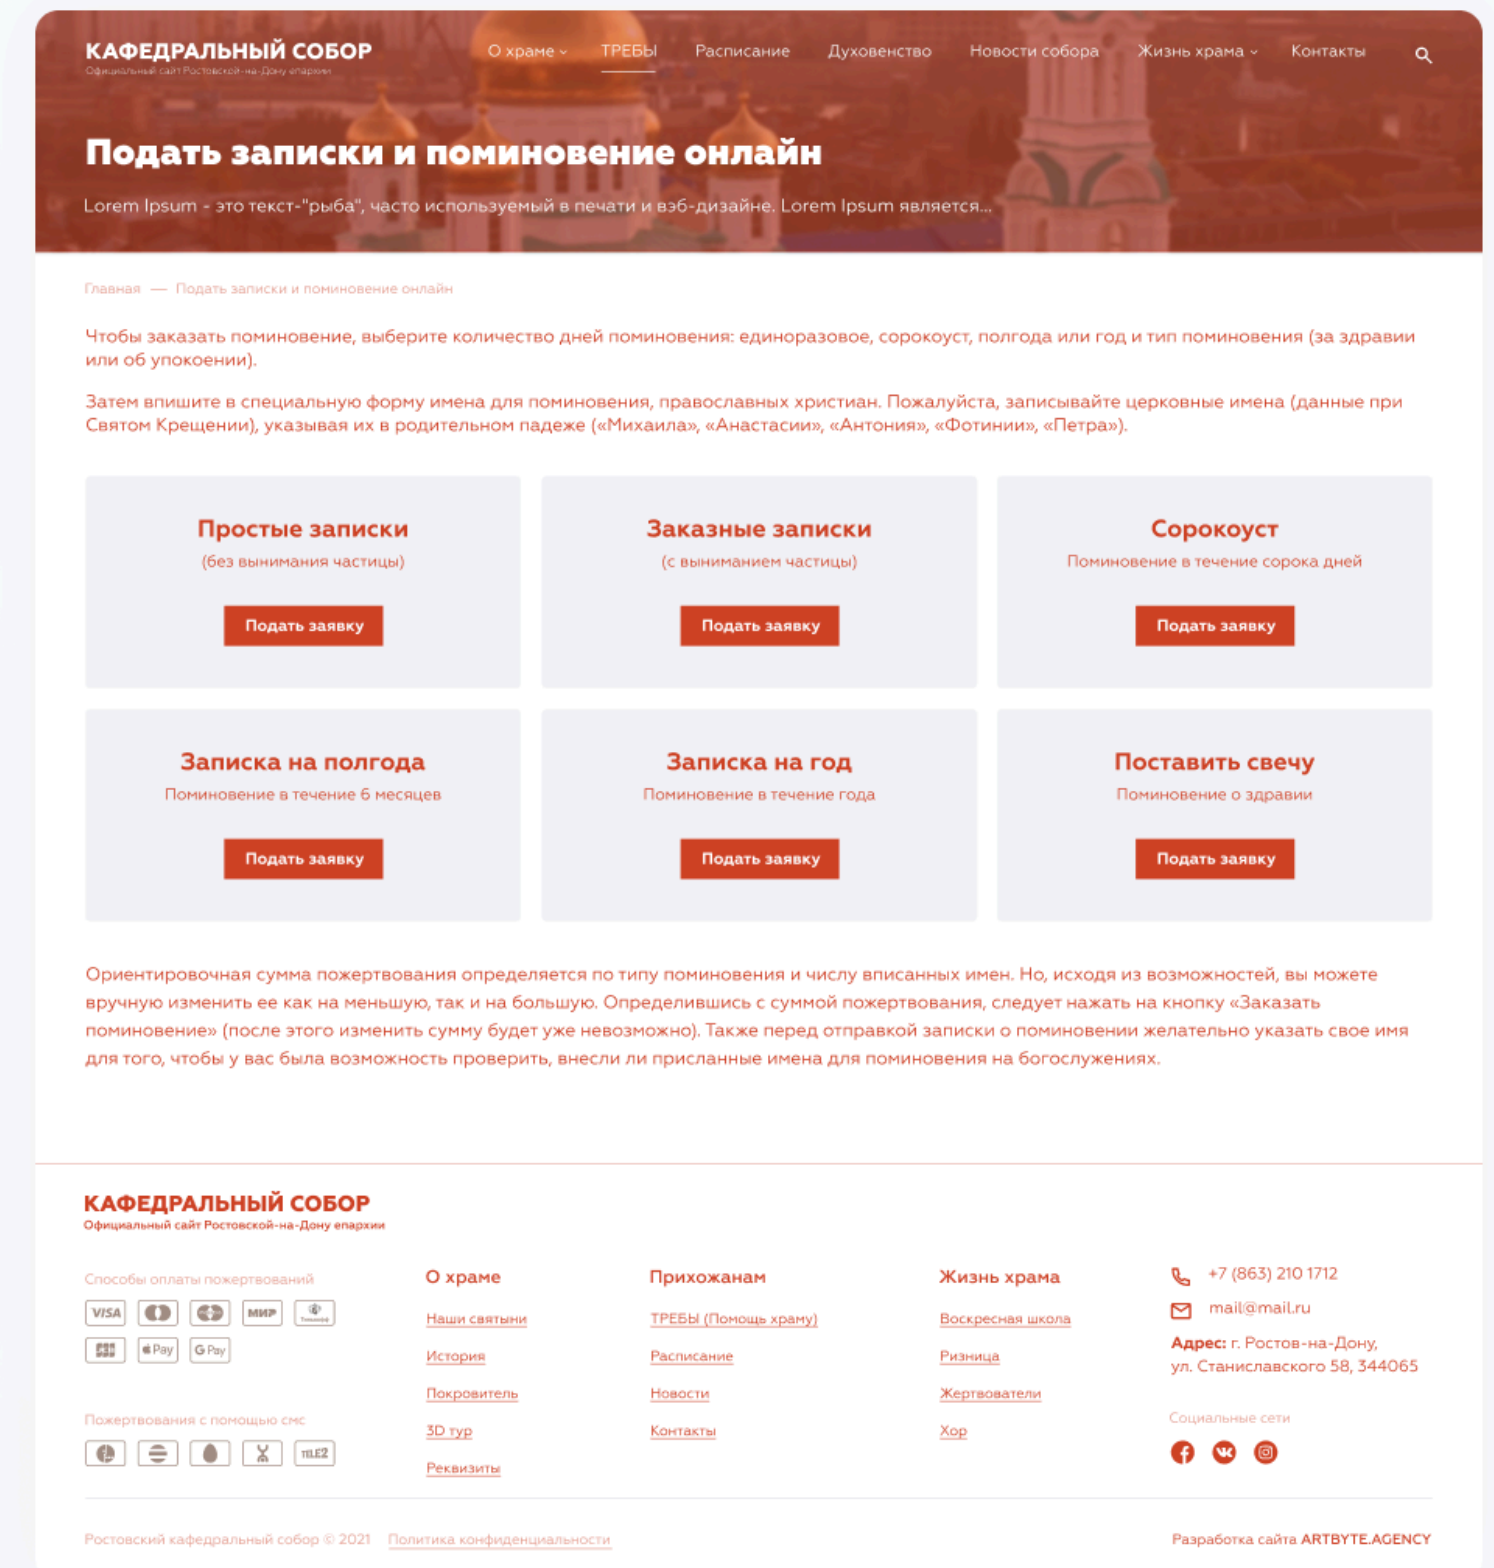 КАФЕДРАЛЬНЫЙ СОБОР
Официальный сайт Ростовской-на-Дону епархии
О храме ТРЕБЫ Расписание Духовенство Новости собора Жизнь храма Контакты
Подать записки и поминовение онлайн
Lorem Ipsum - это текст-"рыба", часто используемый в печати и вэб-дизайне. Lorem Ipsum является...
Главная — Подать записки и поминовение онлайн
Чтобы заказать поминовение, выберите количество дней поминовения: единоразовое, сорокоуст, полгода или год и тип поминовения (за здравии
или об упокоении).
Затем впишите в специальную форму имена для поминовения, православных христиан. Пожалуйста, записывайте церковные имена (данные при
Святом Крещении), указывая их в родительном падеже («Михаила», «Анастасии», «Антония», «Фотинии», «Петра»).
Простые записки
(без вынимания частицы)
Подать заявку
Заказные записки
(с выниманием частицы)
Подать заявку
Сорокоуст
Поминовение в течение сорока дней
Подать заявку
Записка на полгода
Поминовение в течение 6 месяцев
Подать заявку
Записка на год
Поминовение в течение года
Подать заявку
Поставить свечу
Поминовение о здравии
Подать заявку
Ориентировочная сумма пожертвования определяется по типу поминовения и числу вписанных имен. Но, исходя из возможностей, вы можете
вручную изменить ее как на меньшую, так и на большую. Определившись с суммой пожертвования, следует нажать на кнопку «Заказать
поминовение» (после этого изменить сумму будет уже невозможно). Также перед отправкой записки о поминовении желательно указать свое имя
для того, чтобы у вас была возможность проверить, внесли ли присланные имена для поминовения на богослужениях.
КАФЕДРАЛЬНЫЙ СОБОР
Официальный сайт Ростовской-на-Дону епархии
Способы оплаты пожертвований
VISA МИР Тинькофф
JCB Pay G Pay
Пожертвования с помощью смс
TELE2
О храме
Наши святыни
История
Покровитель
3D тур
Реквизиты
Прихожанам
ТРЕБЫ (Помощь храму)
Расписание
Новости
Контакты
Жизнь храма
Воскресная школа
Ризница
Жертвователи
Хор
+7 (863) 210 1712
mail@mail.ru
Адрес: г. Ростов-на-Дону,
ул. Станиславского 58, 344065
Социальные сети
Ростовский кафедральный собор © 2021 Политика конфиденциальности
Разработка сайта ARTBYTE.AGENCY